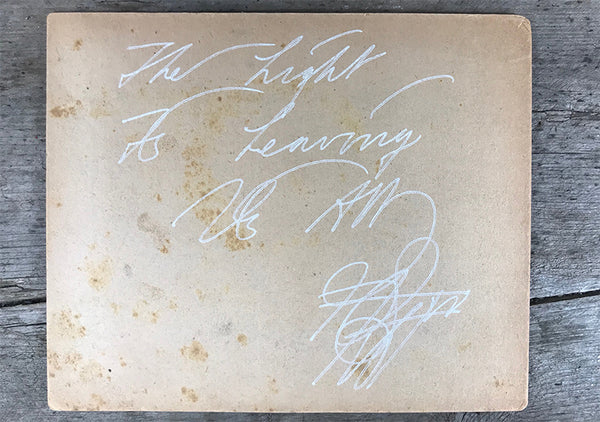 The Light
Is Leaving
Us All